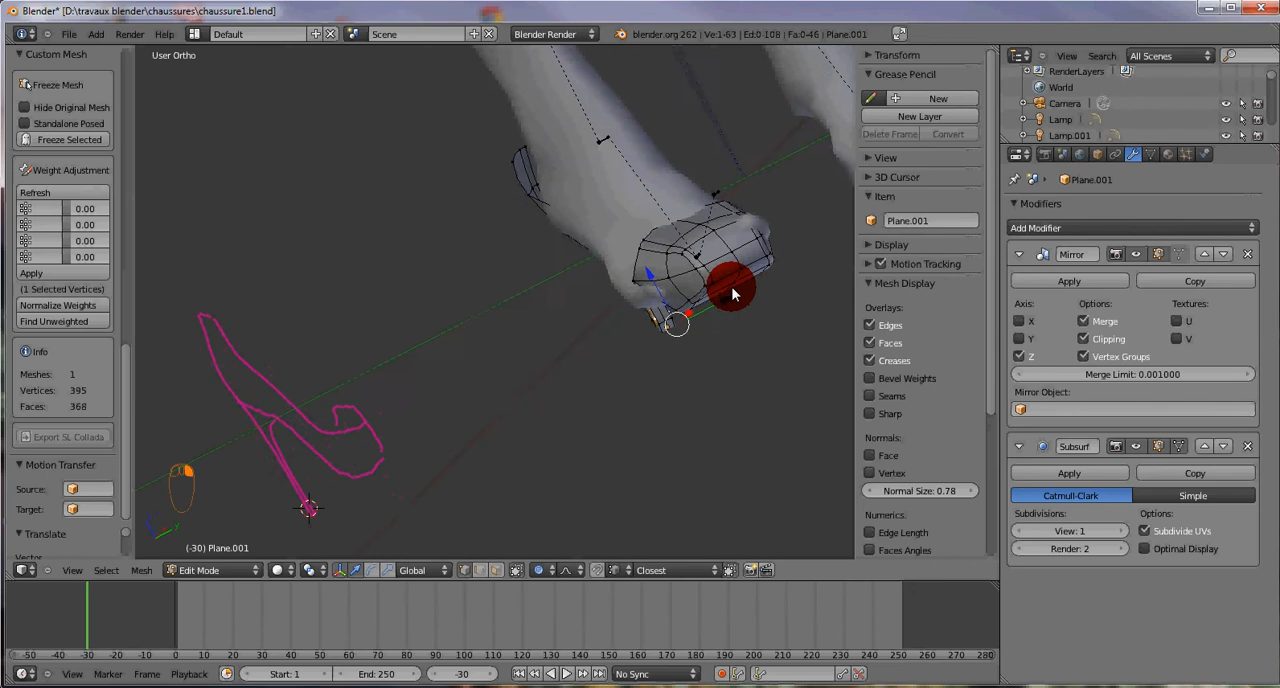 Blender* [D:\travaux blender\chaussures\chaussure1.blend]
File Add Render Help Default Scene Blender Render blender.org 262 | Ve:1-63 | Ed:0-108 | Fa:0-46 | Plane.001
Custom Mesh
Freeze Mesh
Hide Original Mesh
Standalone Posed
Freeze Selected
Weight Adjustment
Refresh
0.00
0.00
0.00
0.00
Apply
(1 Selected Vertices)
Normalize Weights
Find Unweighted
Info
Meshes: 1
Vertices: 395
Faces: 368
Export SL Collada
Motion Transfer
Source:
Target:
Translate
User Ortho
(-30) Plane.001
Transform
Grease Pencil
New
New Layer
Delete Frame Convert
View
3D Cursor
Item
Plane.001
Display
Motion Tracking
Mesh Display
Overlays:
Edges
Faces
Creases
Bevel Weights
Seams
Sharp
Normals:
Face
Vertex
Normal Size: 0.78
Numerics:
Edge Length
Faces Angles
View Search All Scenes
RenderLayers
World
Camera
Lamp
Lamp.001
Plane.001
Modifiers
Add Modifier
Mirror
Apply Copy
Axis: Options: Textures:
X Merge U
Y Clipping V
Z Vertex Groups
Merge Limit: 0.001000
Mirror Object:
Subsurf
Apply Copy
Catmull-Clark Simple
Subdivisions: Options:
View: 1 Subdivide UVs
Render: 2 Optimal Display
View Select Mesh Edit Mode Global Closest
-50 -40 -30 -20 -10 0 10 20 30 40 50 60 70 80 90 100 110 120 130 140 150 160 170 180 190 200 210 220 230 240 250 260 270 280
View Marker Frame Playback Start: 1 End: 250 -30 No Sync